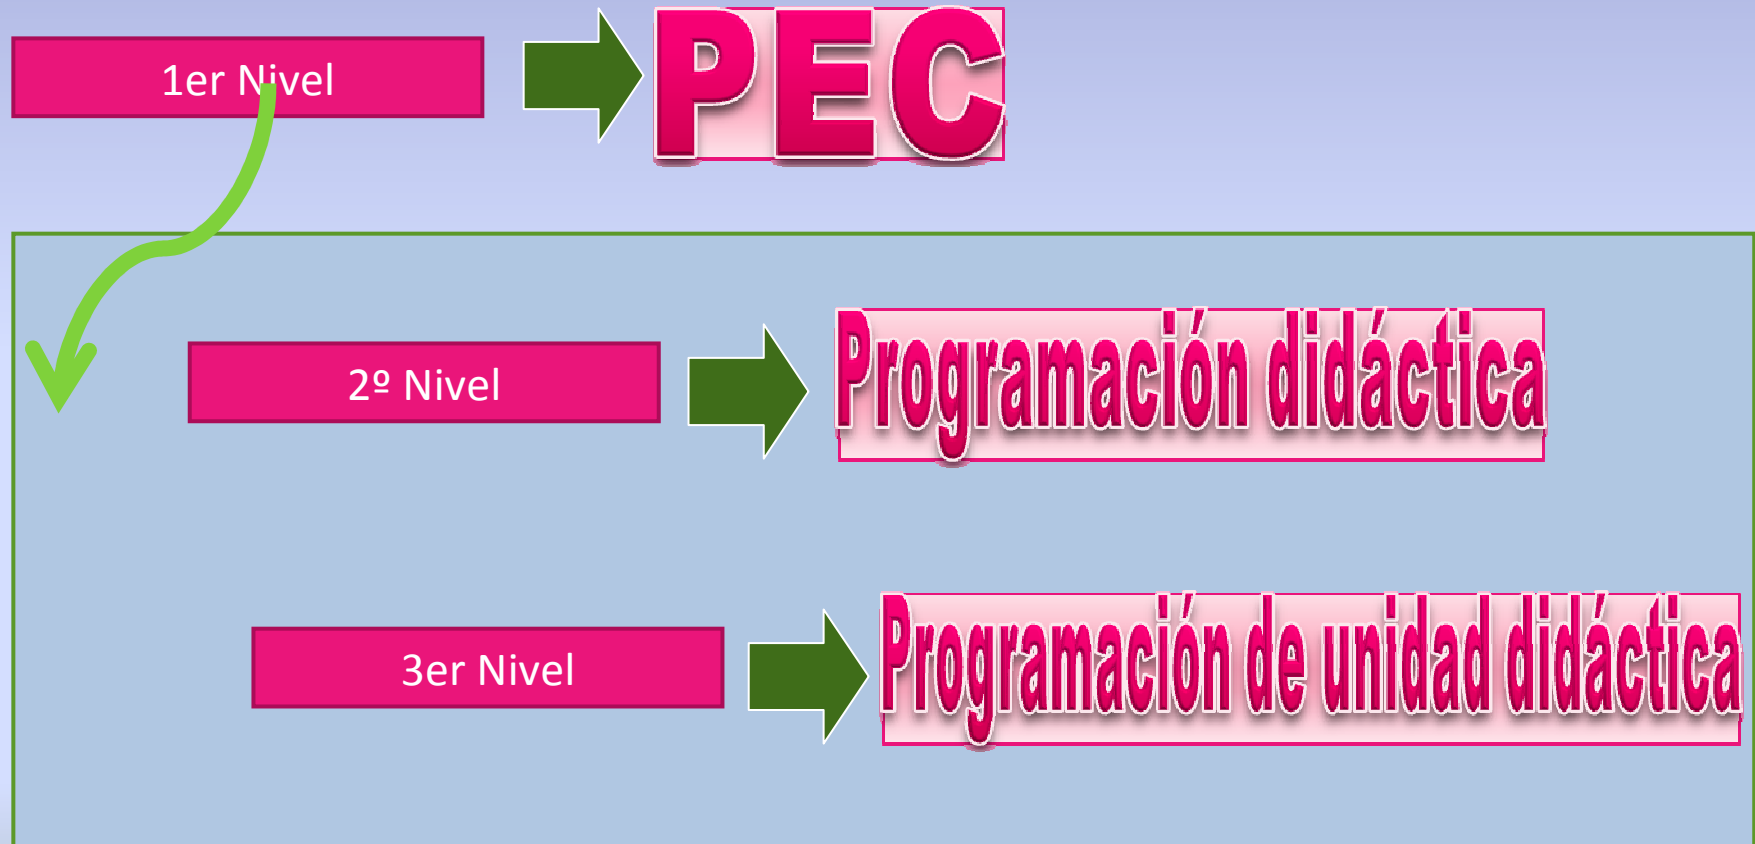 1er Nivel
PEC
2º Nivel
Programación didáctica
3er Nivel
Programación de unidad didáctica